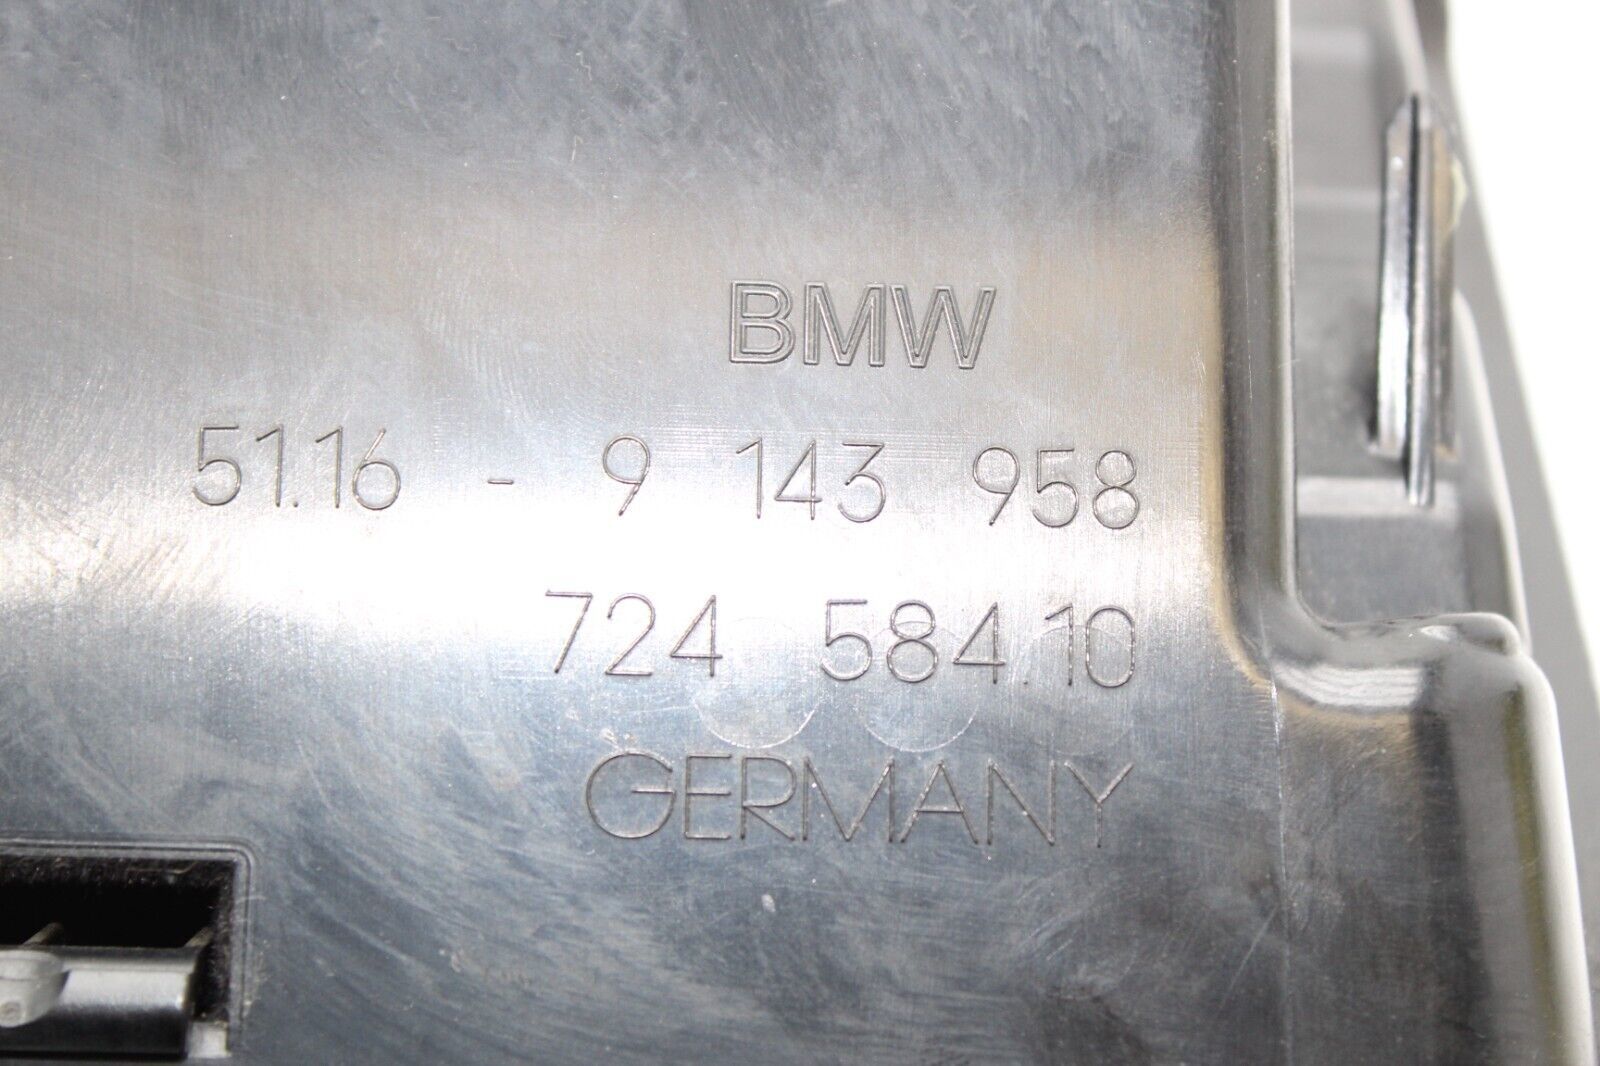 BMW
51.16 - 9 143 958
724 584.10
GERMANY